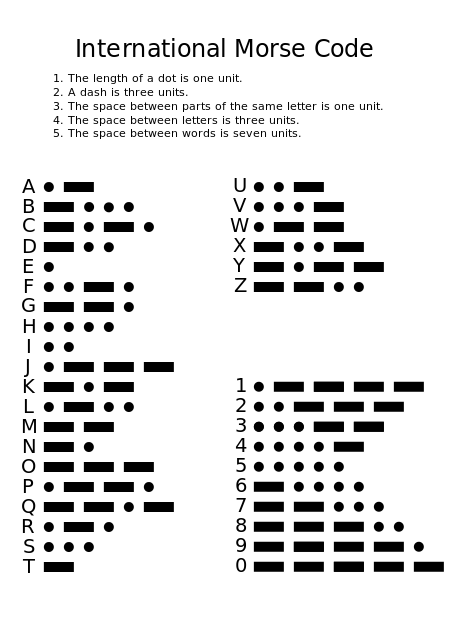 International Morse Code
1. The length of a dot is one unit.
2. A dash is three units.
3. The space between parts of the same letter is one unit.
4. The space between letters is three units.
5. The space between words is seven units.
A
B
C
D
E
F
G
H
I
J
K
L
M
N
O
P
Q
R
S
T
U
V
W
X
Y
Z
1
2
3
4
5
6
7
8
9
0